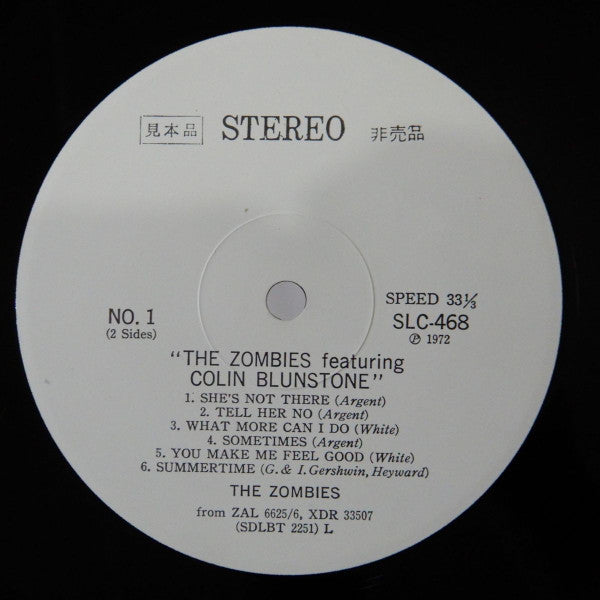 見本品 STEREO 非売品
NO. 1
(2 Sides)
SPEED 33⅓
SLC-468
Ⓟ 1972
"THE ZOMBIES featuring
COLIN BLUNSTONE"
1. SHE'S NOT THERE (Argent)
2. TELL HER NO (Argent)
3. WHAT MORE CAN I DO (White)
4. SOMETIMES (Argent)
5. YOU MAKE ME FEEL GOOD (White)
6. SUMMERTIME (G. & I. Gershwin, Heyward)
THE ZOMBIES
from ZAL 6625/6, XDR 33507
(SDLBT 2251) L